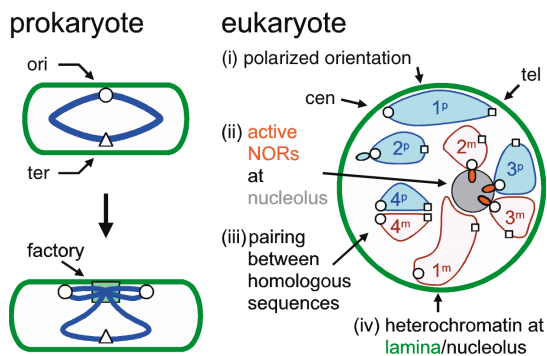 prokaryote
ori
ter
factory
eukaryote
(i) polarized orientation
cen
tel
1p
(ii) active
NORs
at
nucleolus
2p
2m
3p
4p
4m
3m
(iii) pairing
between
homologous
sequences
1m
(iv) heterochromatin at
lamina/nucleolus